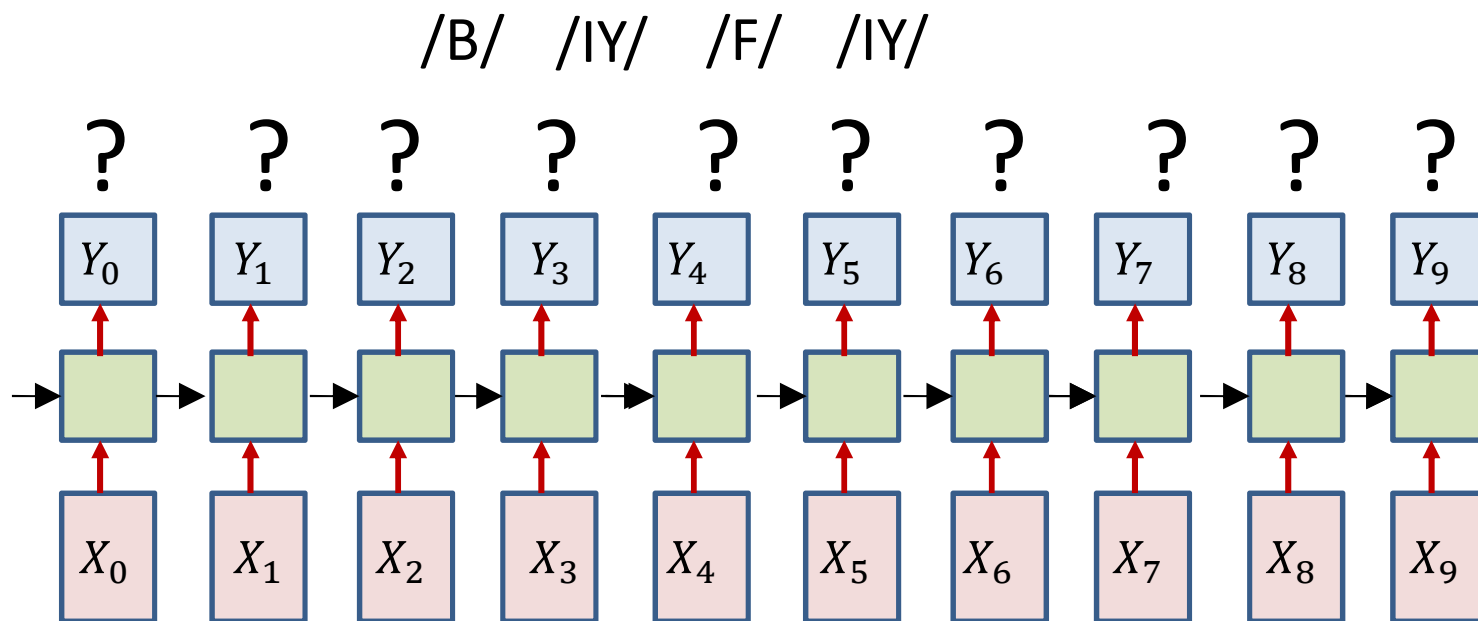 /B/ /IY/ /F/ /IY/
? ? ? ? ? ? ? ? ? ?
Y₀ Y₁ Y₂ Y₃ Y₄ Y₅ Y₆ Y₇ Y₈ Y₉
X₀ X₁ X₂ X₃ X₄ X₅ X₆ X₇ X₈ X₉